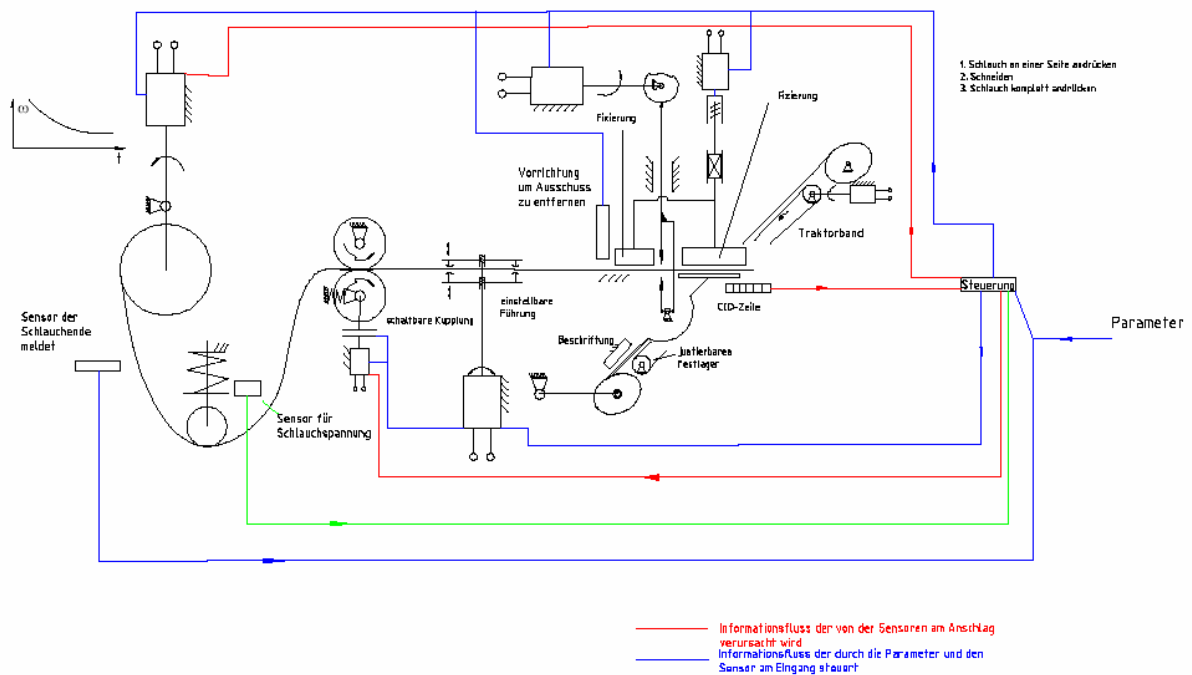 1. Schlauch an einer Seite andrücken
2. Schneiden
3. Schlauch komplett andrücken
ω
t
Fixierung
Fixierung
Vorrichtung
um Ausschuss
zu entfernen
Traktorband
Steuerung
Parameter
CCD-Zeile
einstellbare
Führung
schaltbare Kupplung
Sensor der
Schlauchende
meldet
Beschriftung
Justierbares
Festlager
Sensor für
Schlauchspannung
Informationsfluss der von der Sensoren am Anschlag
verursacht wird
Informationsfluss der durch die Parameter und den
Sensor am Eingang steuert